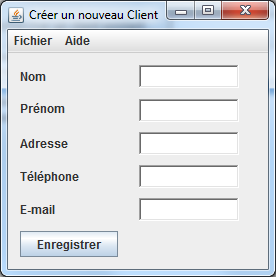 Créer un nouveau Client
Fichier Aide
Nom
Prénom
Adresse
Téléphone
E-mail
Enregistrer